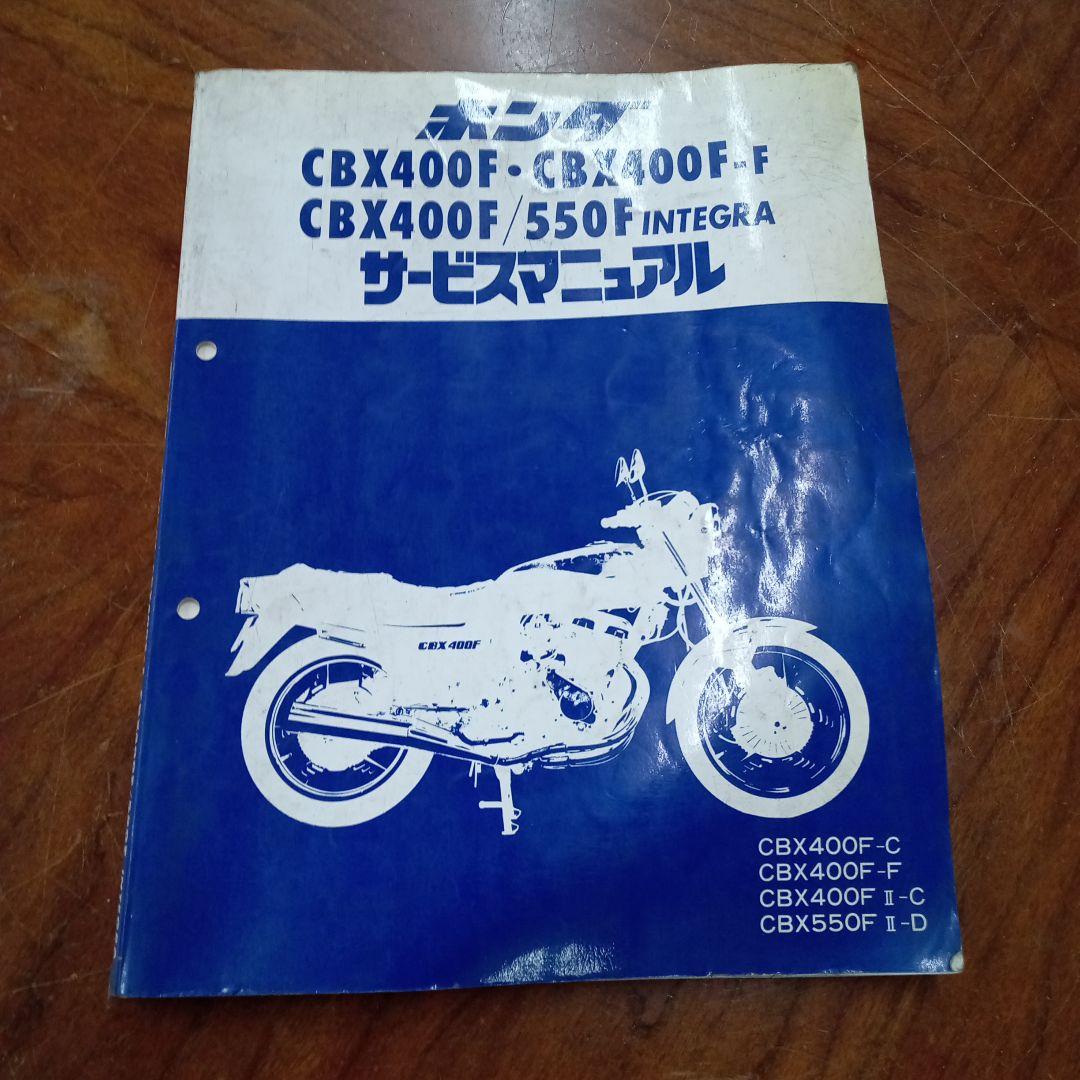 ホンダ
CBX400F・CBX400F-F
CBX400F/550F INTEGRA
サービスマニュアル
CBX400F
CBX400F-C
CBX400F-F
CBX400F Ⅱ-C
CBX550F Ⅱ-D